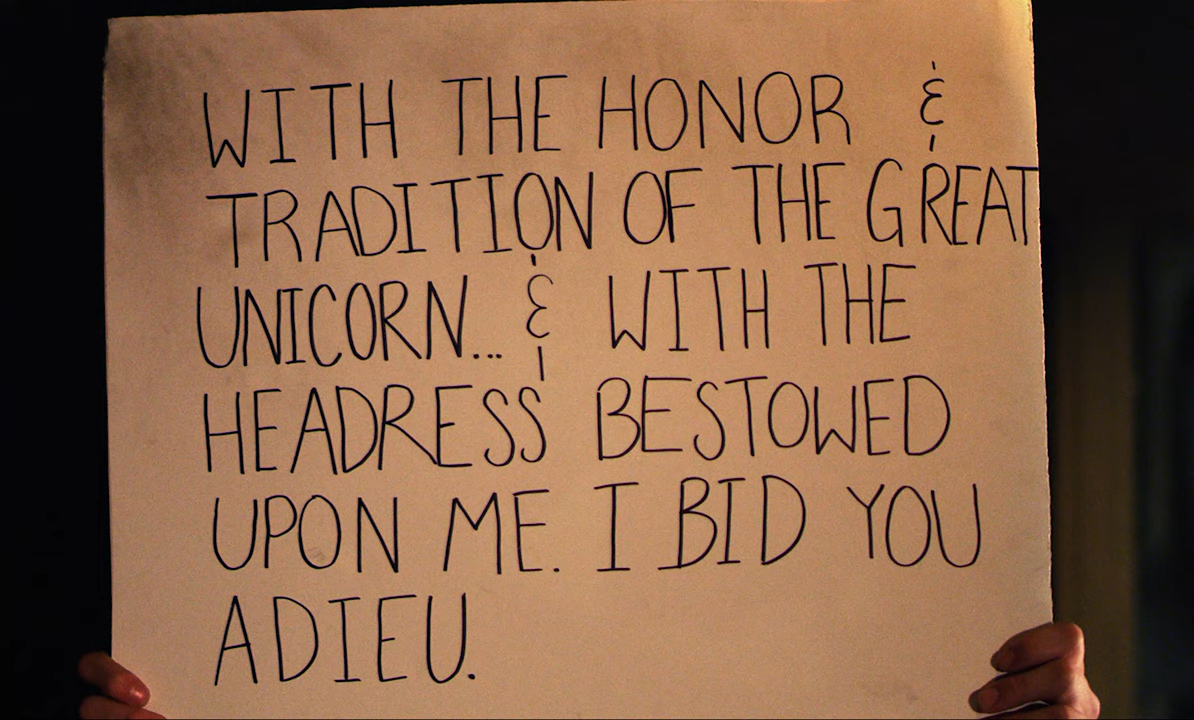 WITH THE HONOR &
TRADITION OF THE GREAT
UNICORN... & WITH THE
HEADRESS BESTOWED
UPON ME. I BID YOU
ADIEU.